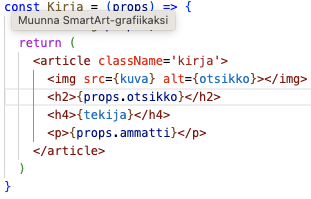 const Kirja = (props) => {
Muunna SmartArt-grafiikaksi
return (
<article className='kirja'>
<img src={kuva} alt={otsikko}></img>
<h2>{props.otsikko}</h2>
<h4>{tekija}</h4>
<p>{props.ammatti}</p>
</article>
)
}